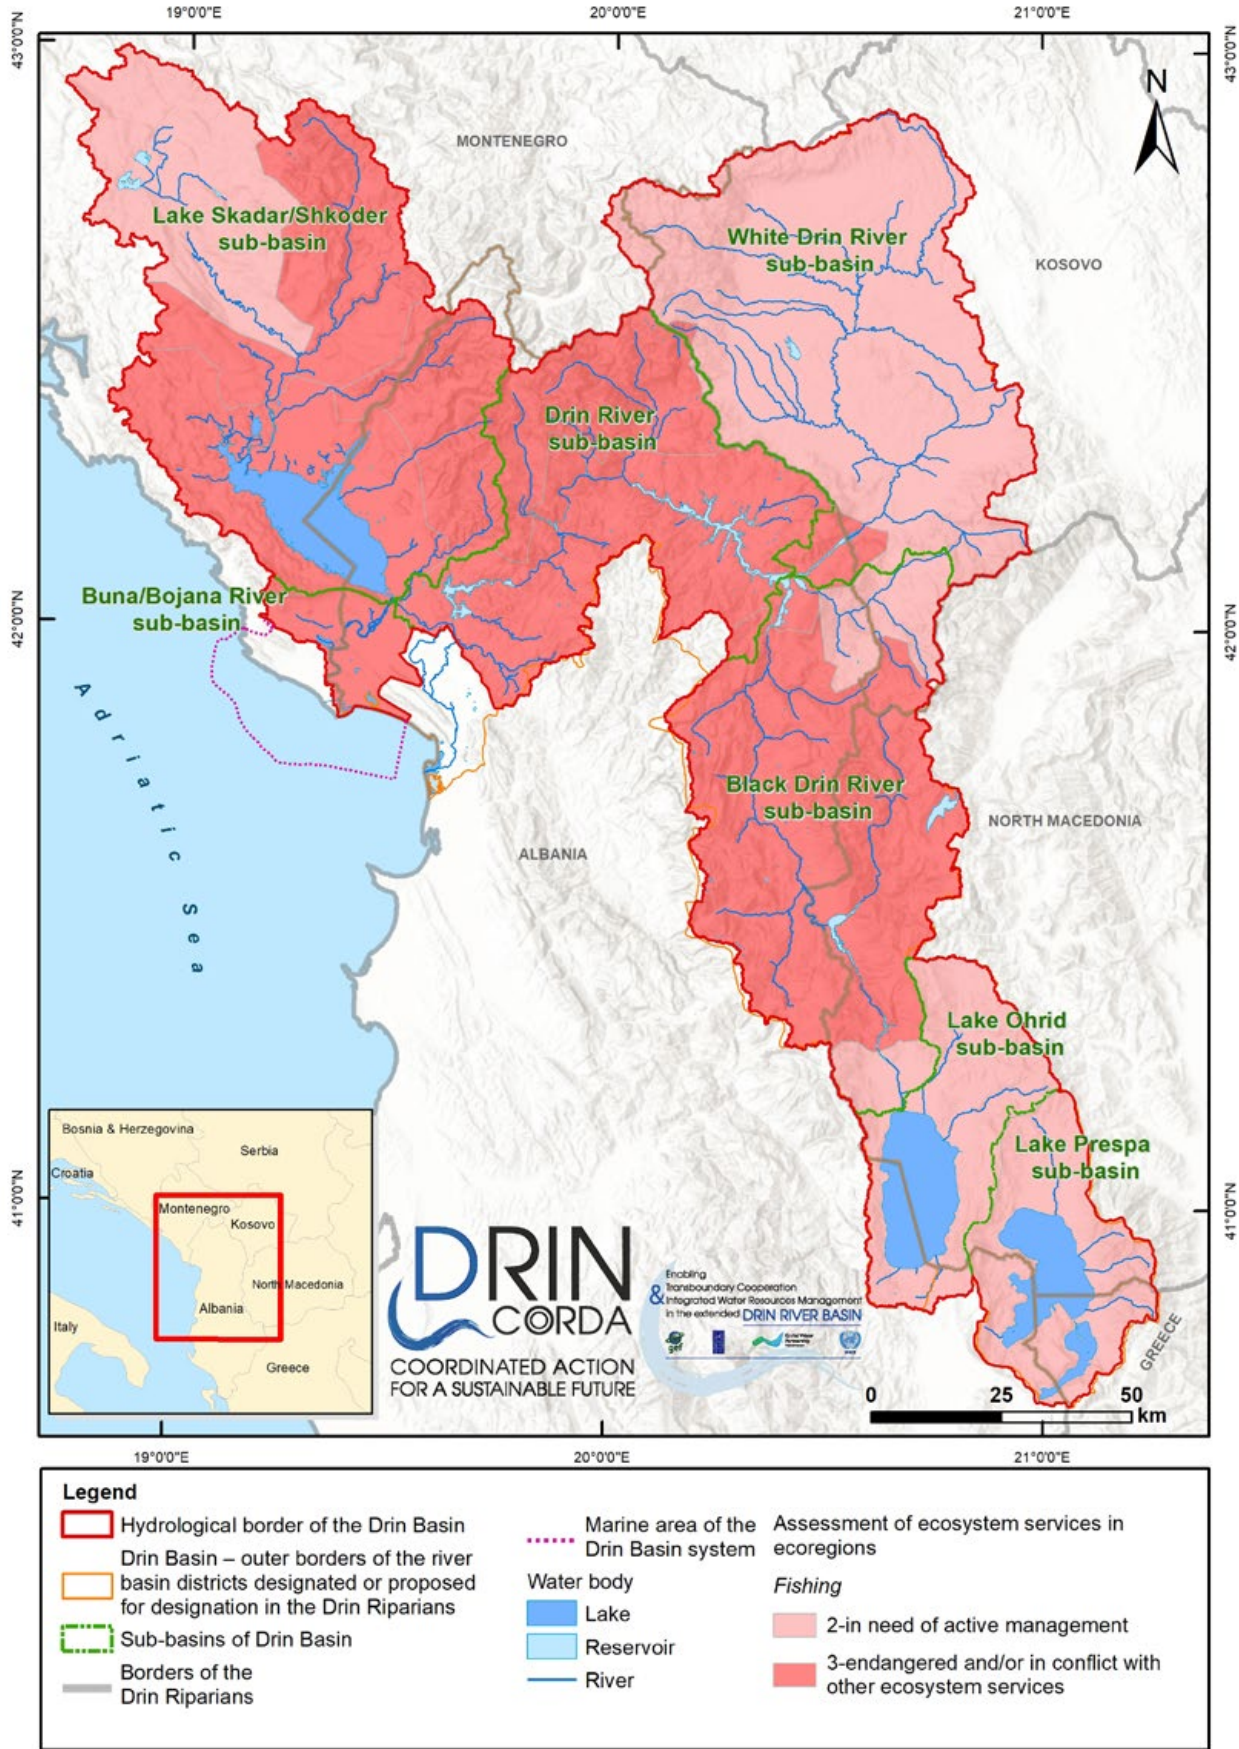 19°0'0"E
20°0'0"E
21°0'0"E
43°0'0"N
43°0'0"N
N
MONTENEGRO
Lake Skadar/Shkoder
sub-basin
White Drin River
sub-basin
KOSOVO
Drin River
sub-basin
Buna/Bojana River
sub-basin
42°0'0"N
42°0'0"N
Adriatic Sea
Black Drin River
sub-basin
NORTH MACEDONIA
ALBANIA
Lake Ohrid
sub-basin
Lake Prespa
sub-basin
41°0'0"N
41°0'0"N
GREECE
Bosnia & Herzegovina
Serbia
Croatia
Montenegro
Kosovo
North Macedonia
Albania
Italy
Greece
DRIN
CORDA
COORDINATED ACTION
FOR A SUSTAINABLE FUTURE
Enabling
Transboundary Cooperation
& Integrated Water Resources Management
in the extended DRIN RIVER BASIN
gef
0 25 50
km
19°0'0"E
20°0'0"E
21°0'0"E
Legend
Hydrological border of the Drin Basin
Drin Basin – outer borders of the river
basin districts designated or proposed
for designation in the Drin Riparians
Sub-basins of Drin Basin
Borders of the
Drin Riparians
Marine area of the
Drin Basin system
Water body
Lake
Reservoir
River
Assessment of ecosystem services in
ecoregions
Fishing
2-in need of active management
3-endangered and/or in conflict with
other ecosystem services